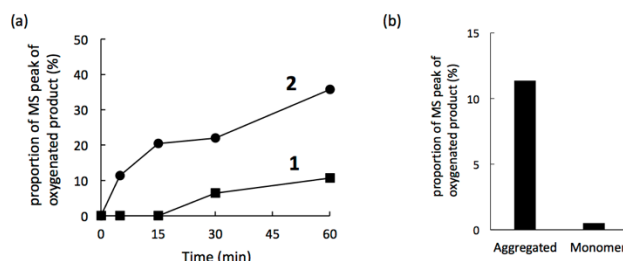 (a)
proportion of MS peak of
oxygenated product (%)
50
40
30
20
10
0
2
1
0 15 30 45 60
Time (min)
(b)
proportion of MS peak of
oxygenated product (%)
15
10
5
0
Aggregated Monomer